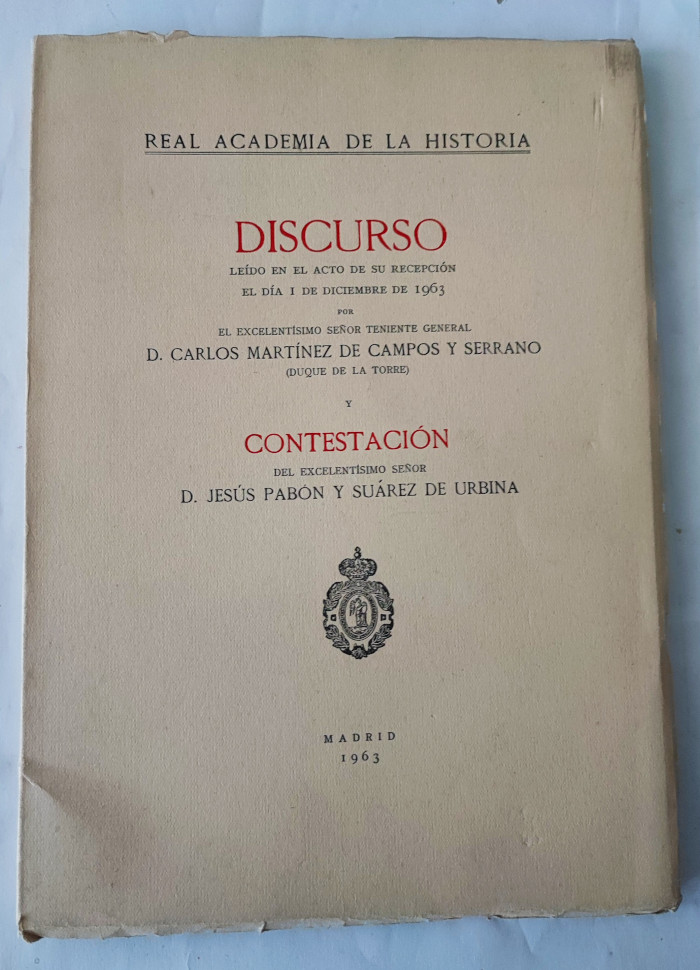 REAL ACADEMIA DE LA HISTORIA
DISCURSO
LEÍDO EN EL ACTO DE SU RECEPCIÓN
EL DÍA 1 DE DICIEMBRE DE 1963
POR
EL EXCELENTÍSIMO SEÑOR TENIENTE GENERAL
D. CARLOS MARTÍNEZ DE CAMPOS Y SERRANO
(DUQUE DE LA TORRE)
Y
CONTESTACIÓN
DEL EXCELENTÍSIMO SEÑOR
D. JESÚS PABÓN Y SUÁREZ DE URBINA
MADRID
1963